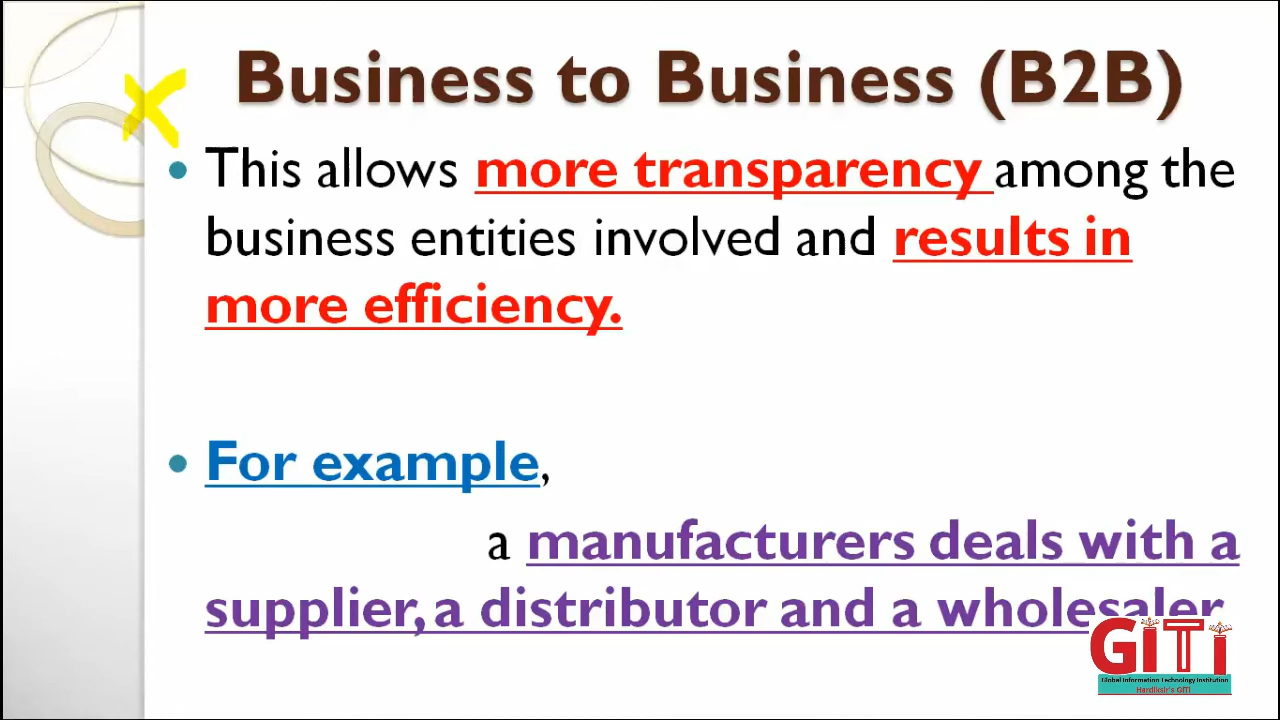 Business to Business (B2B)
• This allows more transparency among the
business entities involved and results in
more efficiency.
• For example,
a manufacturers deals with a
supplier, a distributor and a wholesaler
GiTi
Global Information Technology Institution
Hardiksir's GITI